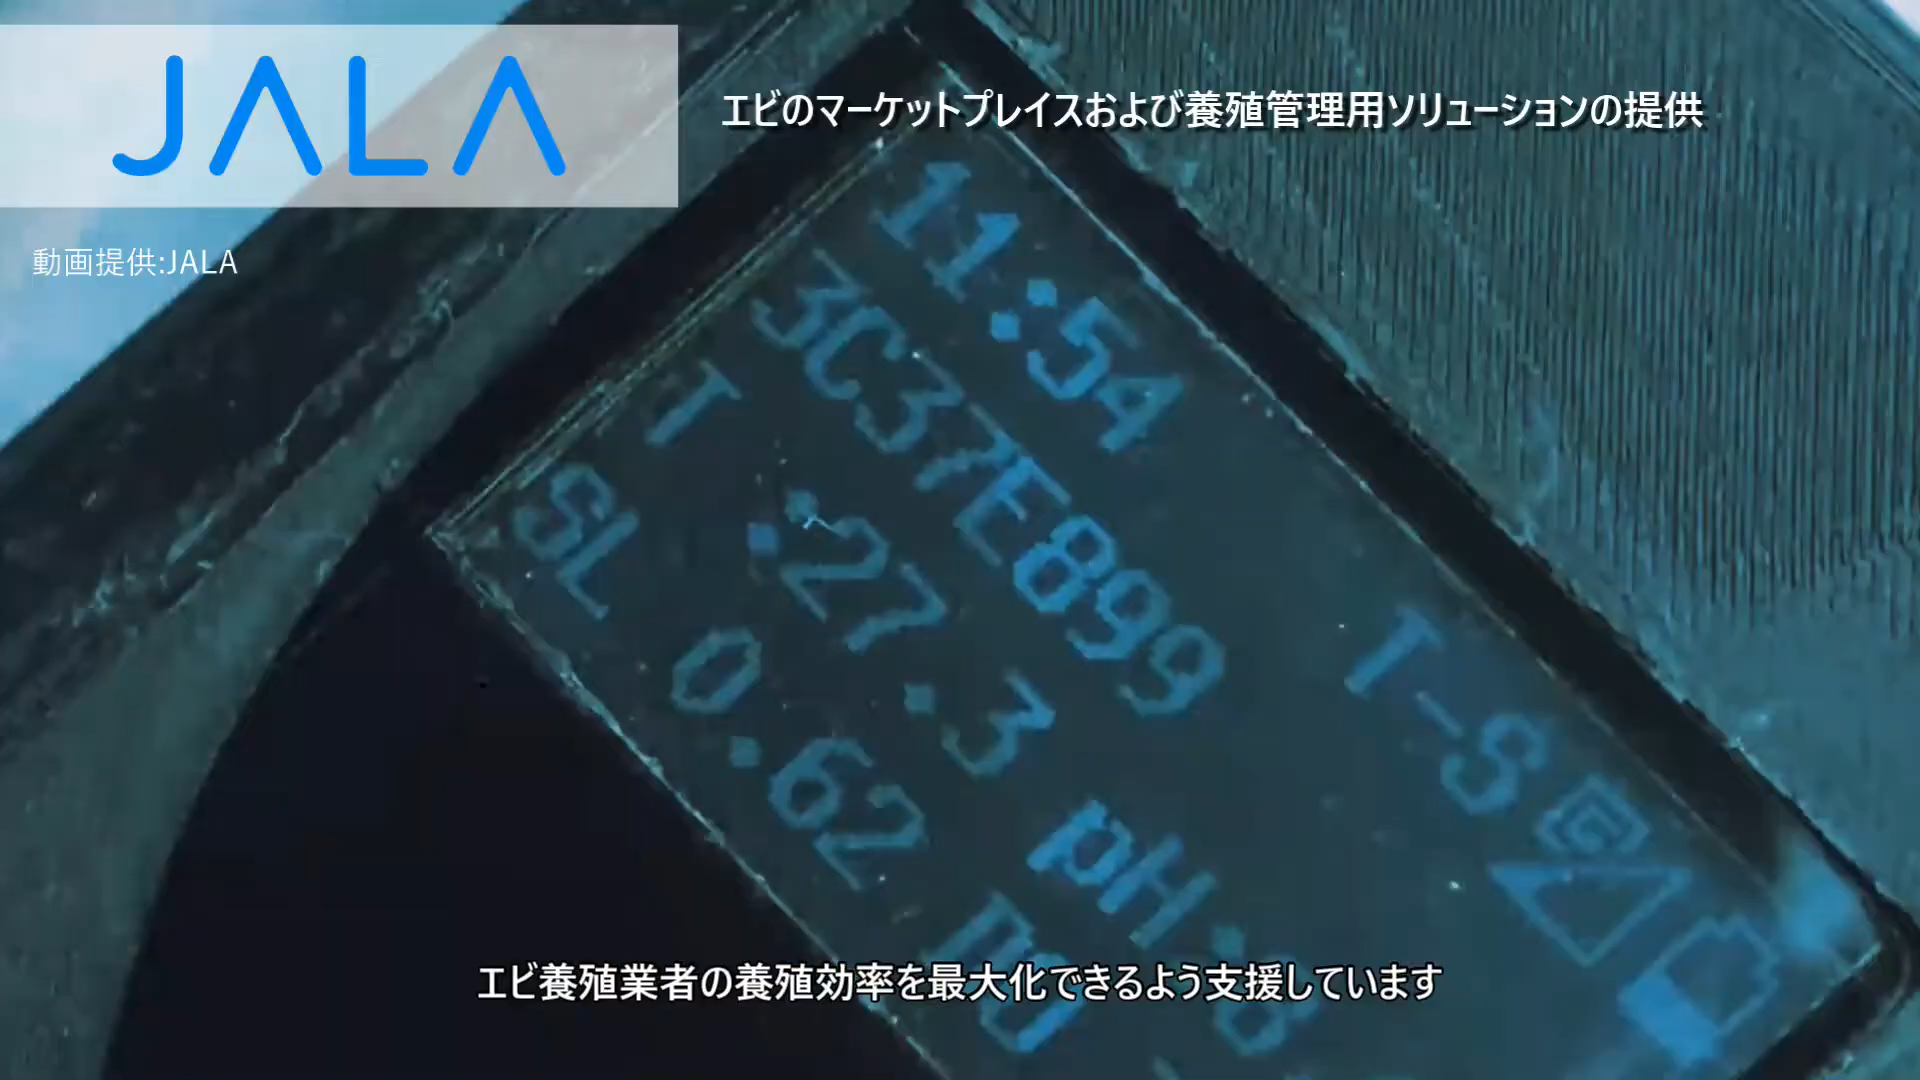 JALA
エビのマーケットプレイスおよび養殖管理用ソリューションの提供
動画提供:JALA
11:54
3C37E899 T-S
T :27.3 pH:8
SL 0.62
エビ養殖業者の養殖効率を最大化できるよう支援しています